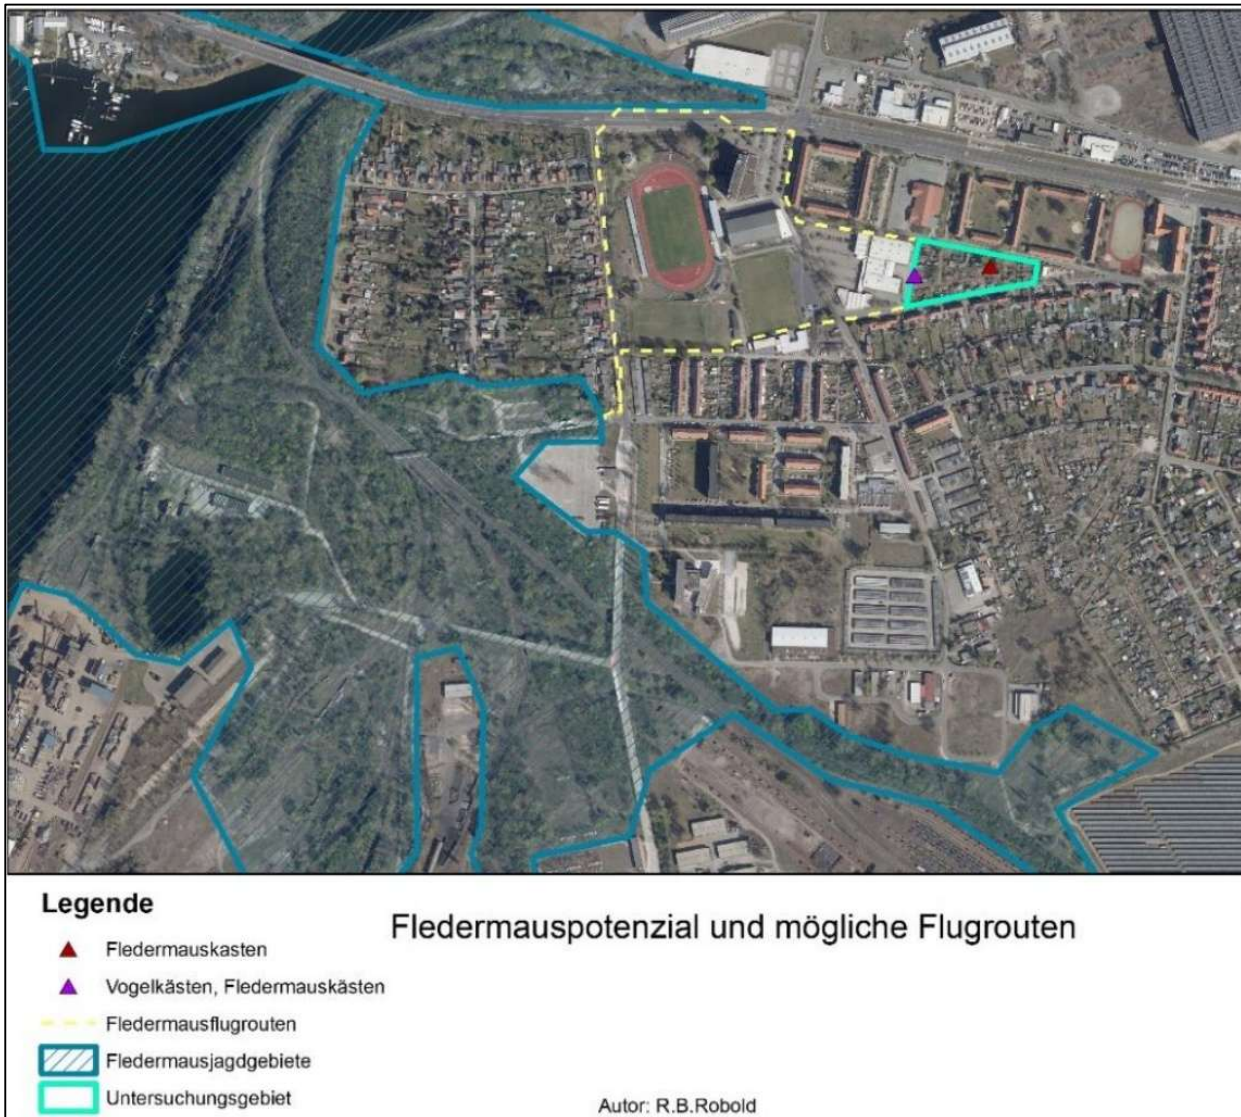 Legende
Fledermauspotenzial und mögliche Flugrouten
Fledermauskasten
Vogelkästen, Fledermauskästen
Fledermausflugrouten
Fledermausjagdgebiete
Untersuchungsgebiet
Autor: R.B.Robold